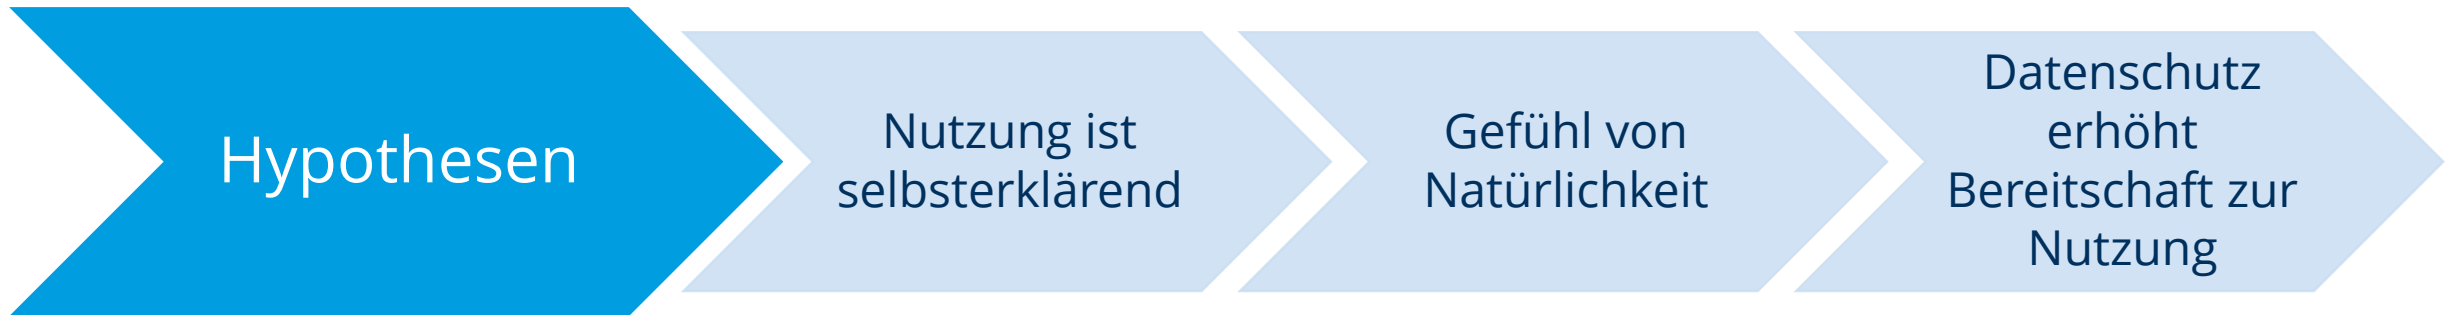 Hypothesen
Nutzung ist
selbsterklärend
Gefühl von
Natürlichkeit
Datenschutz
erhöht
Bereitschaft zur
Nutzung